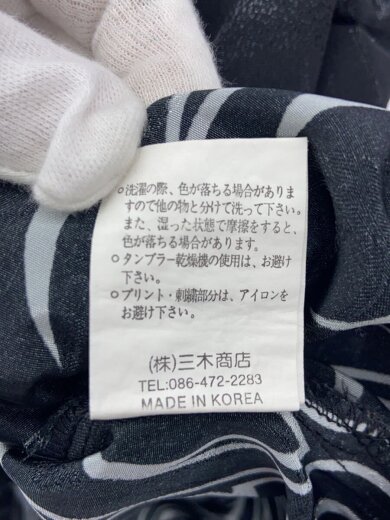 ○洗濯の際、色が落ちる場合がありま
すので他の物と分けて洗って下さい。
また、湿った状態で摩擦をすると、
色が落ちる場合があります。
○タンブラー乾燥機の使用は、お避け
下さい。
○プリント・刺繍部分は、アイロンを
お避け下さい。
(株)三木商店
TEL:086-472-2283
MADE IN KOREA